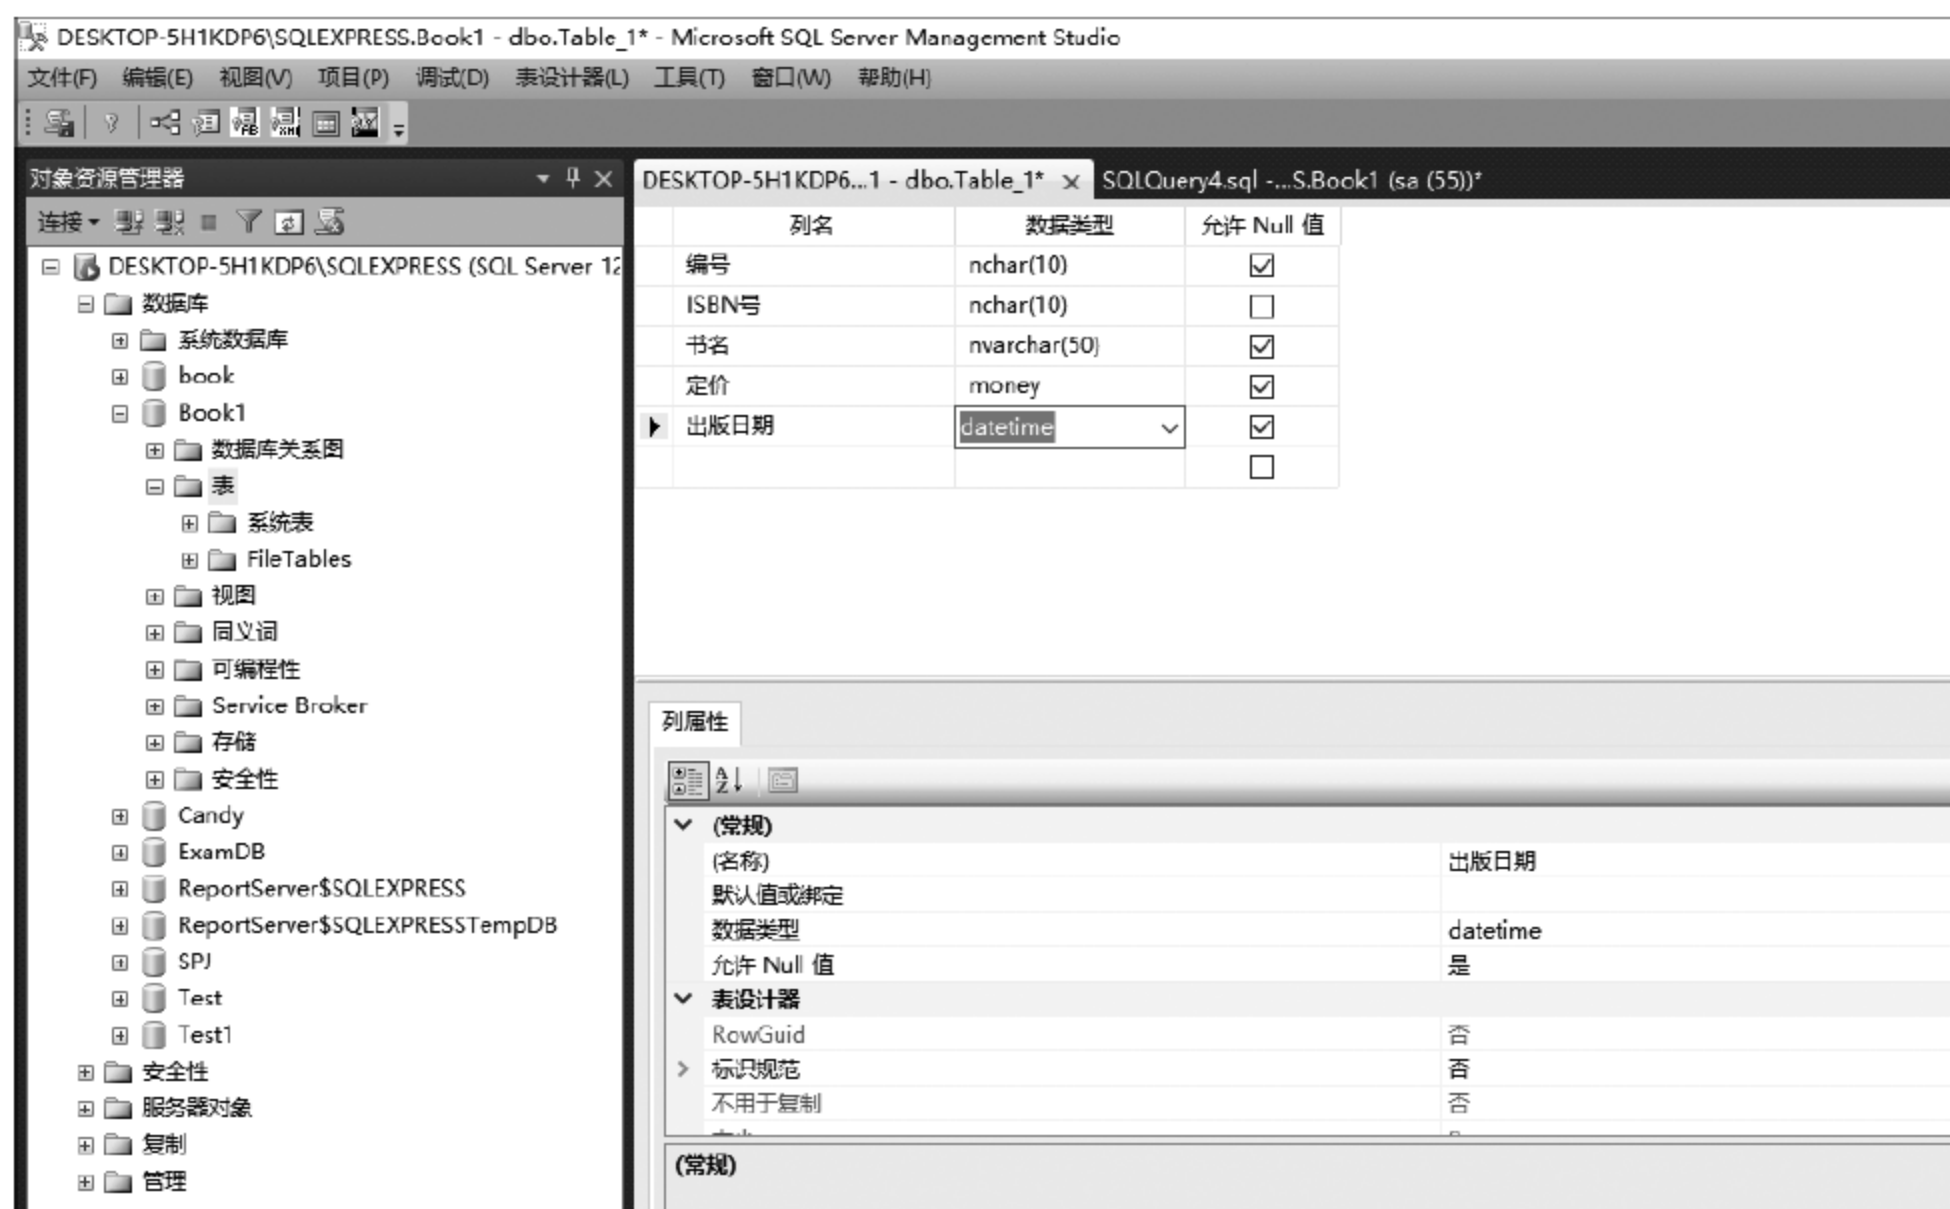 DESKTOP-5H1KDP6\SQLEXPRESS.Book1 - dbo.Table_1* - Microsoft SQL Server Management Studio
文件(F) 编辑(E) 视图(V) 项目(P) 调试(D) 表设计器(L) 工具(T) 窗口(W) 帮助(H)
对象资源管理器
连接
DESKTOP-5H1KDP6\SQLEXPRESS (SQL Server 12
数据库
系统数据库
book
Book1
数据库关系图
表
系统表
FileTables
视图
同义词
可编程性
Service Broker
存储
安全性
Candy
ExamDB
ReportServer$SQLEXPRESS
ReportServer$SQLEXPRESSTempDB
SPJ
Test
Test1
安全性
服务器对象
复制
管理
DESKTOP-5H1KDP6...1 - dbo.Table_1* SQLQuery4.sql -...S.Book1 (sa (55))*
列名 数据类型 允许 Null 值
编号 nchar(10)
ISBN号 nchar(10)
书名 nvarchar(50)
定价 money
出版日期 datetime
列属性
(常规)
(名称) 出版日期
默认值或绑定
数据类型 datetime
允许 Null 值 是
表设计器
RowGuid 否
标识规范 否
不用于复制 否
(常规)